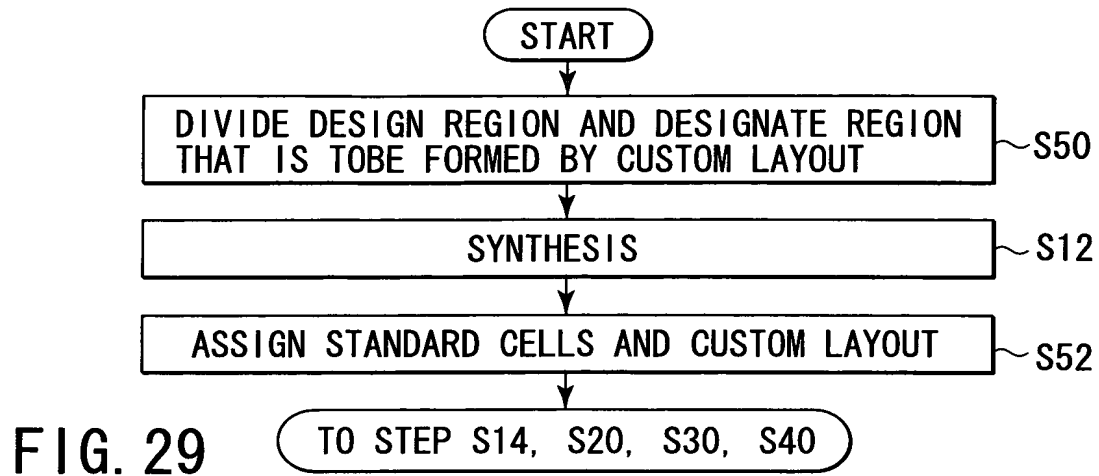 START
DIVIDE DESIGN REGION AND DESIGNATE REGION
THAT IS TOBE FORMED BY CUSTOM LAYOUT
S50
SYNTHESIS
S12
ASSIGN STANDARD CELLS AND CUSTOM LAYOUT
S52
TO STEP S14, S20, S30, S40
FIG. 29